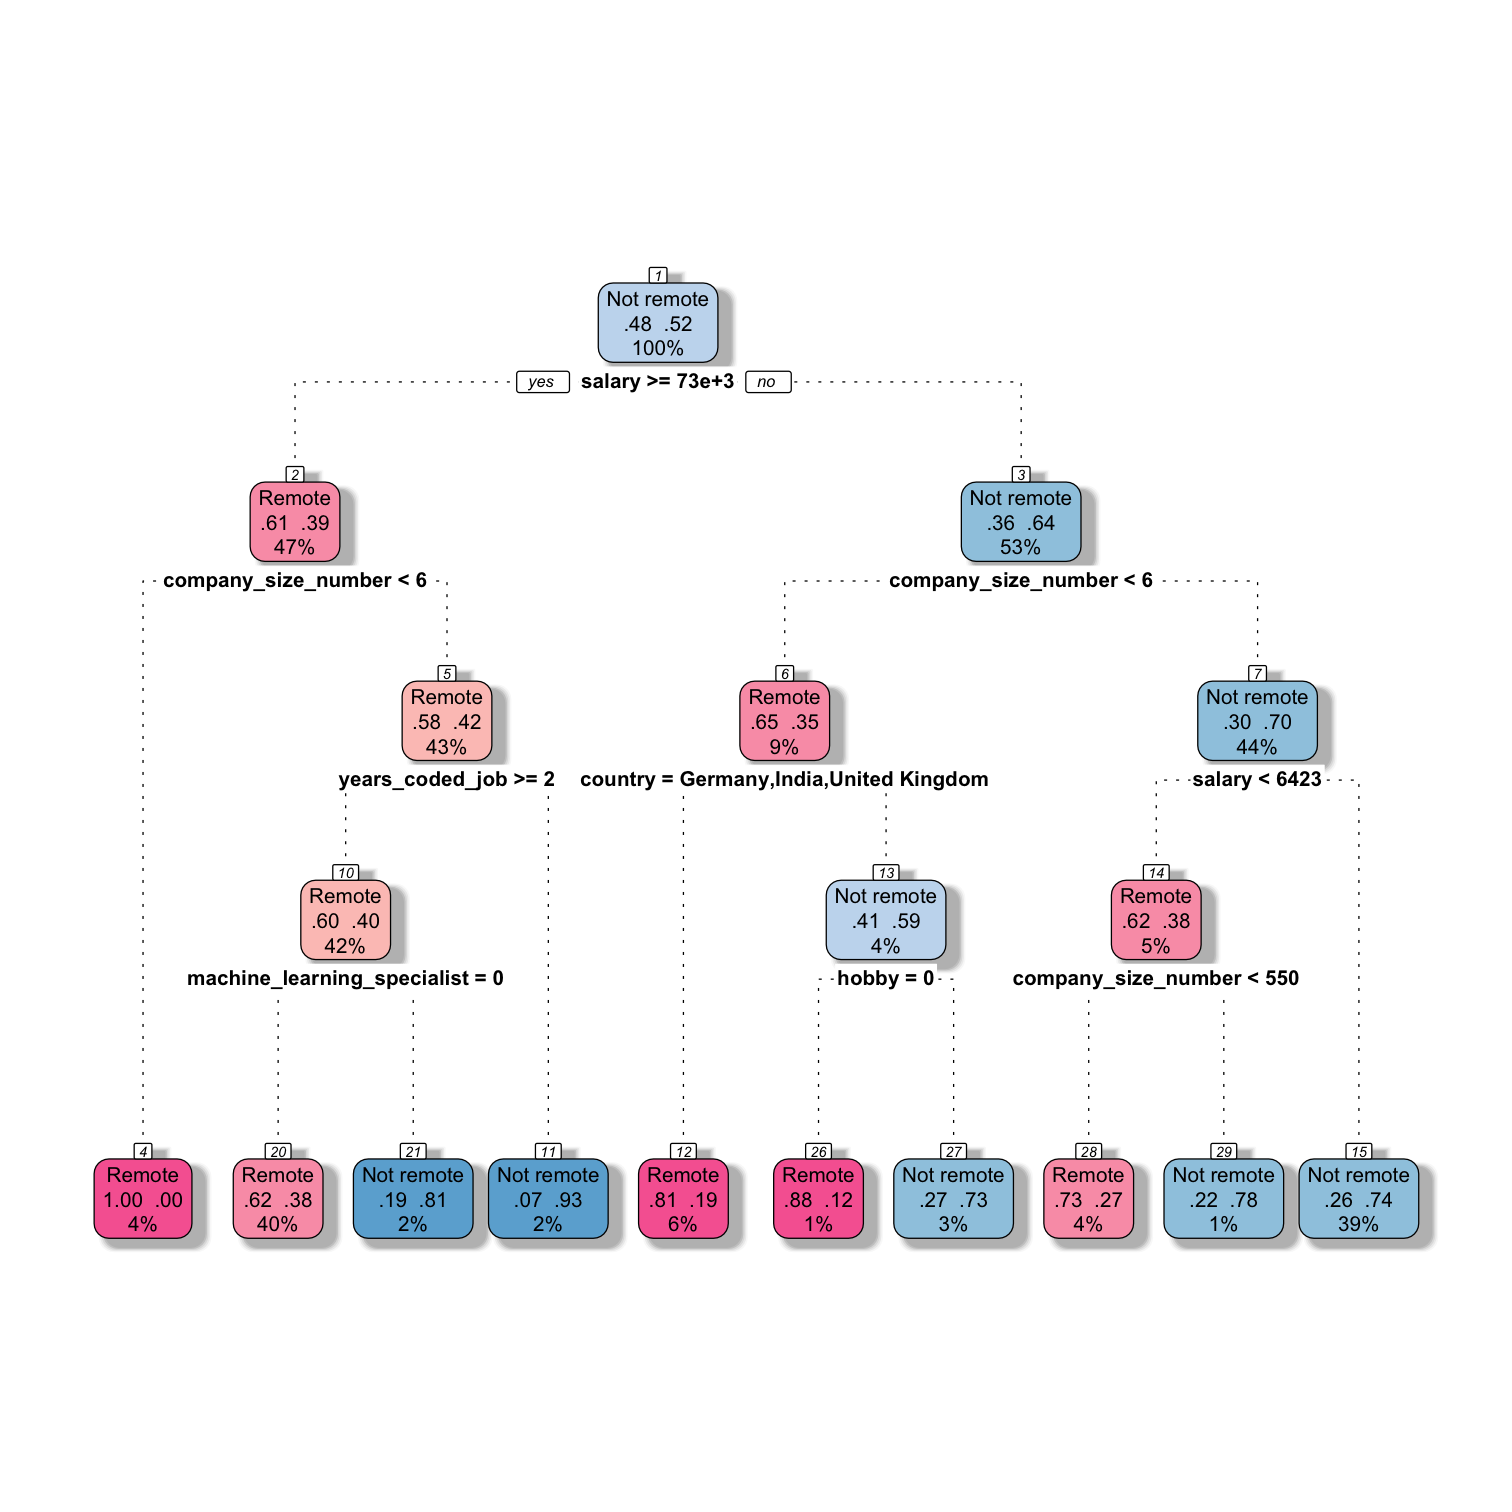 1
Not remote
.48 .52
100%
yes salary >= 73e+3 no
2
Remote
.61 .39
47%
3
Not remote
.36 .64
53%
company_size_number < 6
company_size_number < 6
5
Remote
.58 .42
43%
6
Remote
.65 .35
9%
7
Not remote
.30 .70
44%
years_coded_job >= 2
country = Germany,India,United Kingdom
salary < 6423
10
Remote
.60 .40
42%
13
Not remote
.41 .59
4%
14
Remote
.62 .38
5%
machine_learning_specialist = 0
hobby = 0
company_size_number < 550
4
Remote
1.00 .00
4%
20
Remote
.62 .38
40%
21
Not remote
.19 .81
2%
11
Not remote
.07 .93
2%
12
Remote
.81 .19
6%
26
Remote
.88 .12
1%
27
Not remote
.27 .73
3%
28
Remote
.73 .27
4%
29
Not remote
.22 .78
1%
15
Not remote
.26 .74
39%